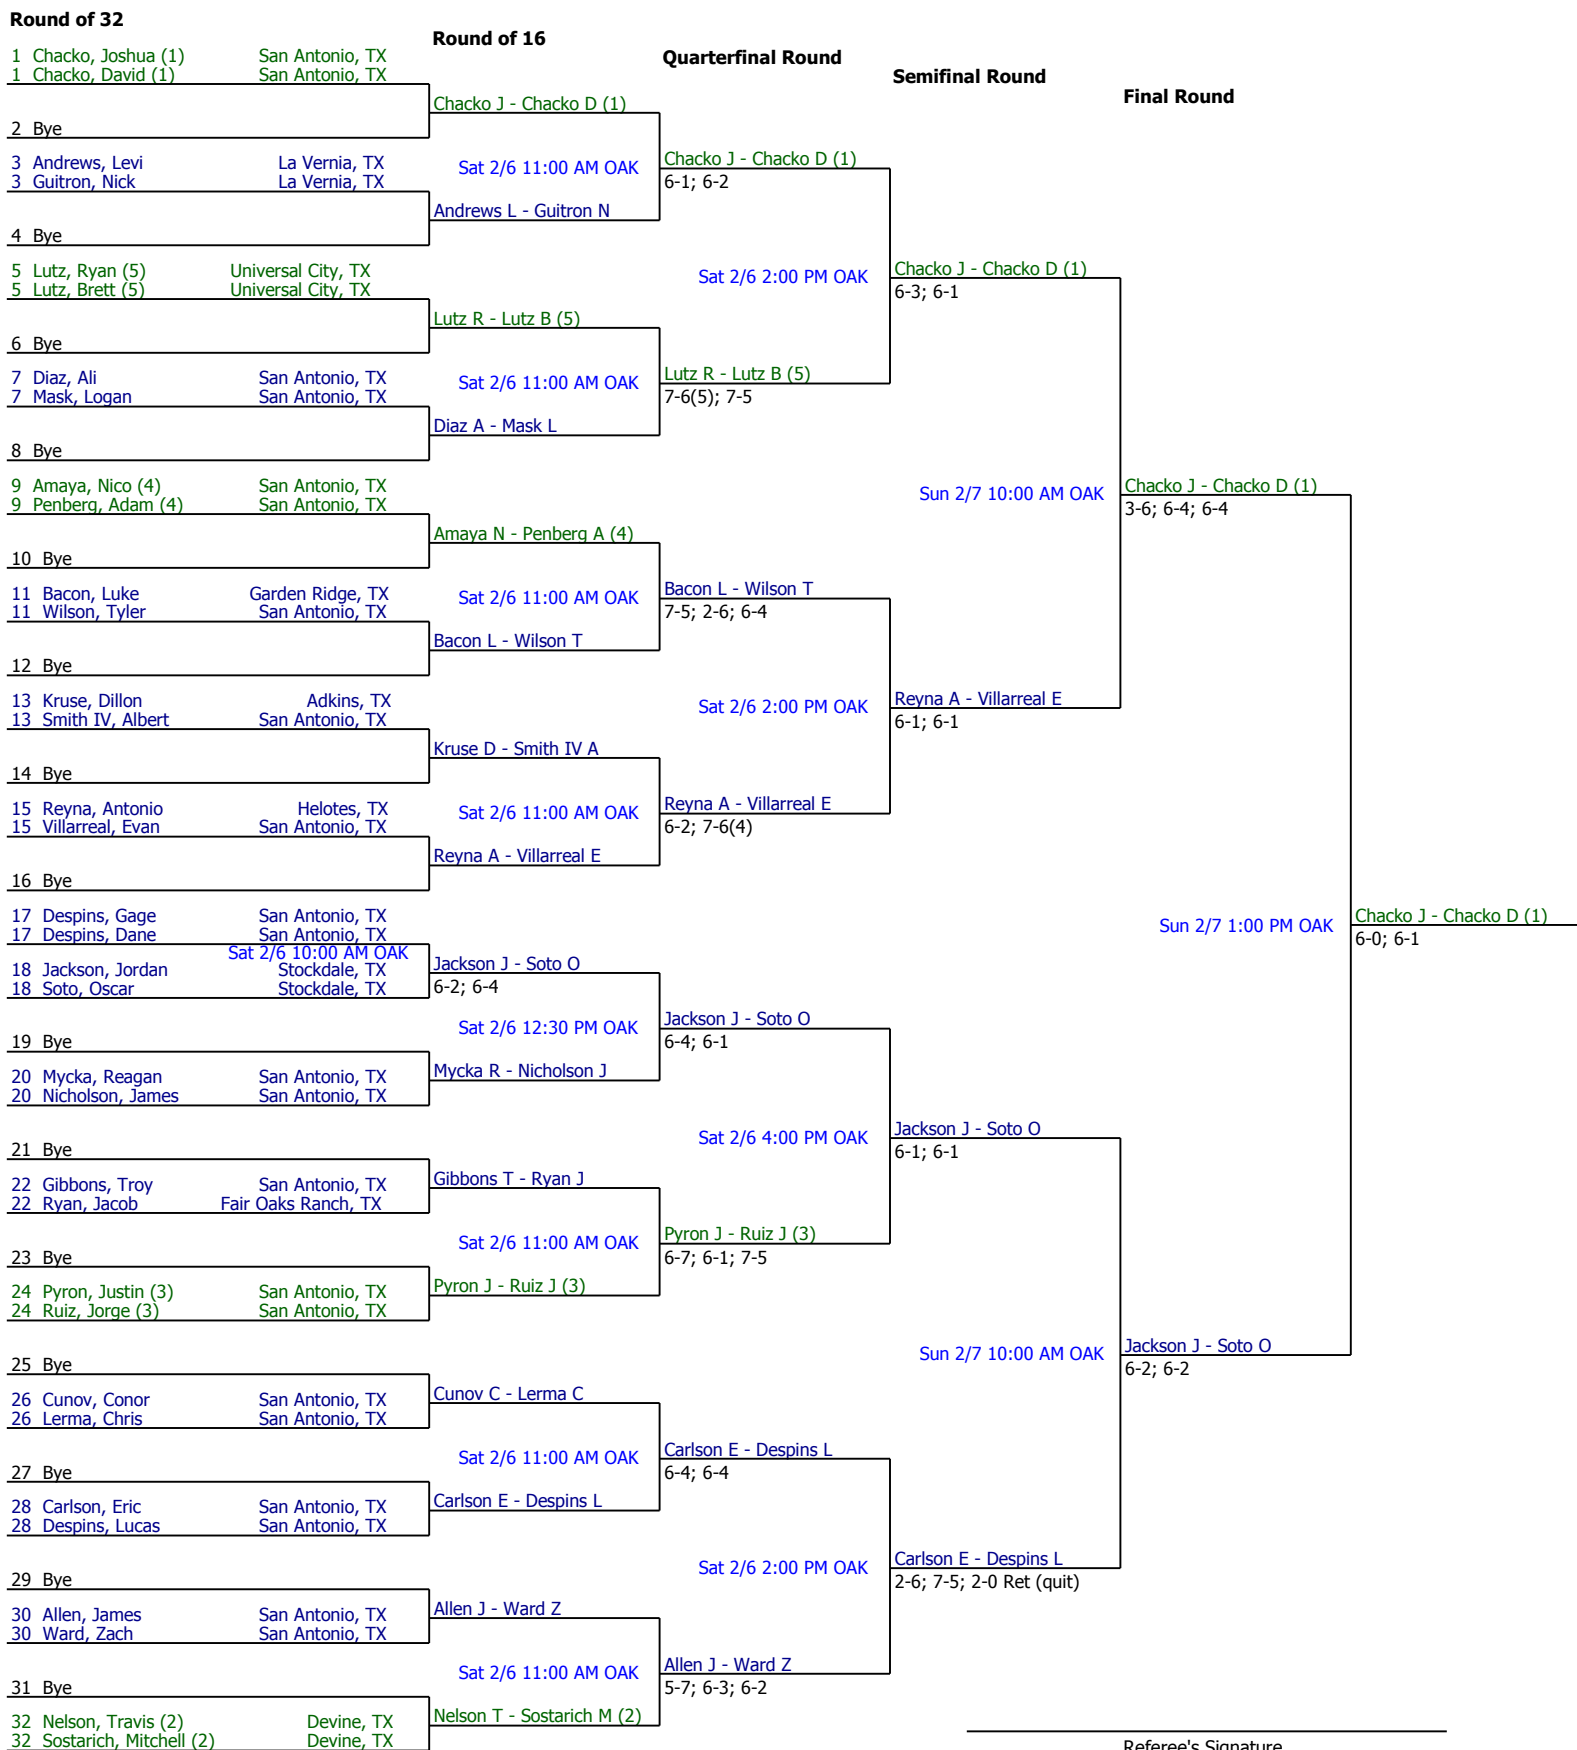 Round of 32
Round of 16
Quarterfinal Round
Semifinal Round
Final Round
1 Chacko, Joshua (1) San Antonio, TX
1 Chacko, David (1) San Antonio, TX
2 Bye
3 Andrews, Levi La Vernia, TX
3 Guitron, Nick La Vernia, TX
4 Bye
5 Lutz, Ryan (5) Universal City, TX
5 Lutz, Brett (5) Universal City, TX
6 Bye
7 Diaz, Ali San Antonio, TX
7 Mask, Logan San Antonio, TX
8 Bye
9 Amaya, Nico (4) San Antonio, TX
9 Penberg, Adam (4) San Antonio, TX
10 Bye
11 Bacon, Luke Garden Ridge, TX
11 Wilson, Tyler San Antonio, TX
12 Bye
13 Kruse, Dillon Adkins, TX
13 Smith IV, Albert San Antonio, TX
14 Bye
15 Reyna, Antonio Helotes, TX
15 Villarreal, Evan San Antonio, TX
16 Bye
17 Despins, Gage San Antonio, TX
17 Despins, Dane San Antonio, TX
Sat 2/6 10:00 AM OAK
18 Jackson, Jordan Stockdale, TX
18 Soto, Oscar Stockdale, TX
19 Bye
20 Mycka, Reagan San Antonio, TX
20 Nicholson, James San Antonio, TX
21 Bye
22 Gibbons, Troy San Antonio, TX
22 Ryan, Jacob Fair Oaks Ranch, TX
23 Bye
24 Pyron, Justin (3) San Antonio, TX
24 Ruiz, Jorge (3) San Antonio, TX
25 Bye
26 Cunov, Conor San Antonio, TX
26 Lerma, Chris San Antonio, TX
27 Bye
28 Carlson, Eric San Antonio, TX
28 Despins, Lucas San Antonio, TX
29 Bye
30 Allen, James San Antonio, TX
30 Ward, Zach San Antonio, TX
31 Bye
32 Nelson, Travis (2) Devine, TX
32 Sostarich, Mitchell (2) Devine, TX
Chacko J - Chacko D (1)
Sat 2/6 11:00 AM OAK
Andrews L - Guitron N
Lutz R - Lutz B (5)
Sat 2/6 11:00 AM OAK
Diaz A - Mask L
Amaya N - Penberg A (4)
Sat 2/6 11:00 AM OAK
Bacon L - Wilson T
Kruse D - Smith IV A
Sat 2/6 11:00 AM OAK
Reyna A - Villarreal E
Jackson J - Soto O
6-2; 6-4
Sat 2/6 12:30 PM OAK
Mycka R - Nicholson J
Gibbons T - Ryan J
Sat 2/6 11:00 AM OAK
Pyron J - Ruiz J (3)
Cunov C - Lerma C
Sat 2/6 11:00 AM OAK
Carlson E - Despins L
Allen J - Ward Z
Sat 2/6 11:00 AM OAK
Nelson T - Sostarich M (2)
Chacko J - Chacko D (1)
6-1; 6-2
Sat 2/6 2:00 PM OAK
Lutz R - Lutz B (5)
7-6(5); 7-5
Bacon L - Wilson T
7-5; 2-6; 6-4
Sat 2/6 2:00 PM OAK
Reyna A - Villarreal E
6-2; 7-6(4)
Jackson J - Soto O
6-4; 6-1
Sat 2/6 4:00 PM OAK
Pyron J - Ruiz J (3)
6-7; 6-1; 7-5
Carlson E - Despins L
6-4; 6-4
Sat 2/6 2:00 PM OAK
Allen J - Ward Z
5-7; 6-3; 6-2
Chacko J - Chacko D (1)
6-3; 6-1
Sun 2/7 10:00 AM OAK
Reyna A - Villarreal E
6-1; 6-1
Jackson J - Soto O
6-1; 6-1
Sun 2/7 10:00 AM OAK
Carlson E - Despins L
2-6; 7-5; 2-0 Ret (quit)
Chacko J - Chacko D (1)
3-6; 6-4; 6-4
Sun 2/7 1:00 PM OAK
Jackson J - Soto O
6-2; 6-2
Chacko J - Chacko D (1)
6-0; 6-1
Referee's Signature